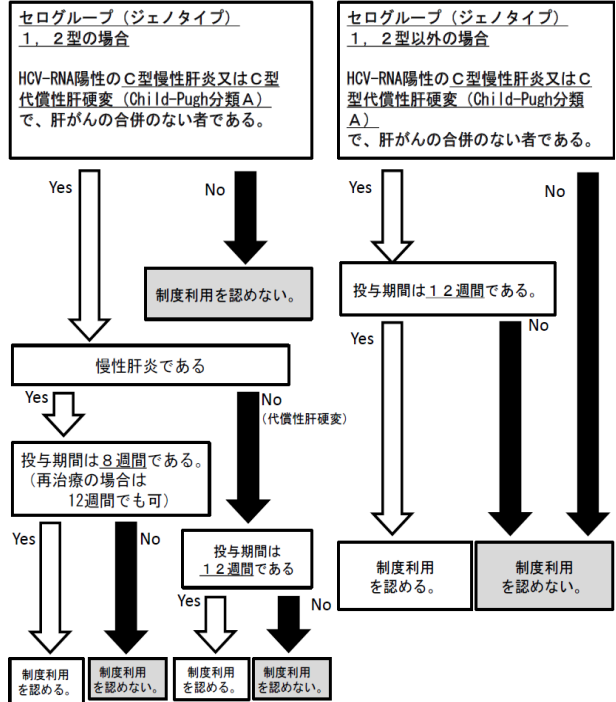 セログループ（ジェノタイプ）
１，２型の場合
HCV-RNA陽性のＣ型慢性肝炎又はＣ型
代償性肝硬変（Child-Pugh分類Ａ）
で、肝がんの合併のない者である。
Yes
No
制度利用を認めない。
慢性肝炎である
Yes
No
（代償性肝硬変）
投与期間は８週間である。
（再治療の場合は
12週間でも可）
Yes
No
投与期間は
１２週間である
Yes
No
制度利用
を認める。
制度利用
を認めない。
制度利用
を認める。
制度利用
を認めない。
セログループ（ジェノタイプ）
１，２型以外の場合
HCV-RNA陽性のＣ型慢性肝炎又はＣ
型代償性肝硬変（Child-Pugh分類
Ａ）
で、肝がんの合併のない者である。
Yes
No
投与期間は１２週間である。
Yes
No
制度利用
を認める。
制度利用
を認めない。